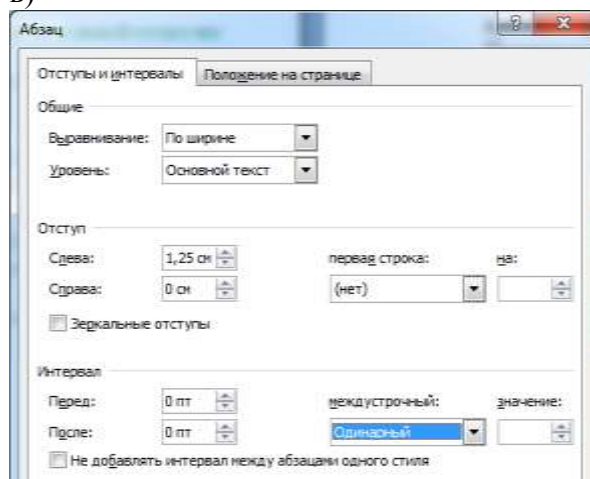 В)
Абзац
Отступы и интервалы Положение на странице
Общие
Выравнивание: По ширине
Уровень: Основной текст
Отступ
Слева: 1,25 см первая строка: на:
Справа: 0 см (нет)
Зеркальные отступы
Интервал
Перед: 0 пт междустрочный: значение:
После: 0 пт Одинарный
Не добавлять интервал между абзацами одного стиля